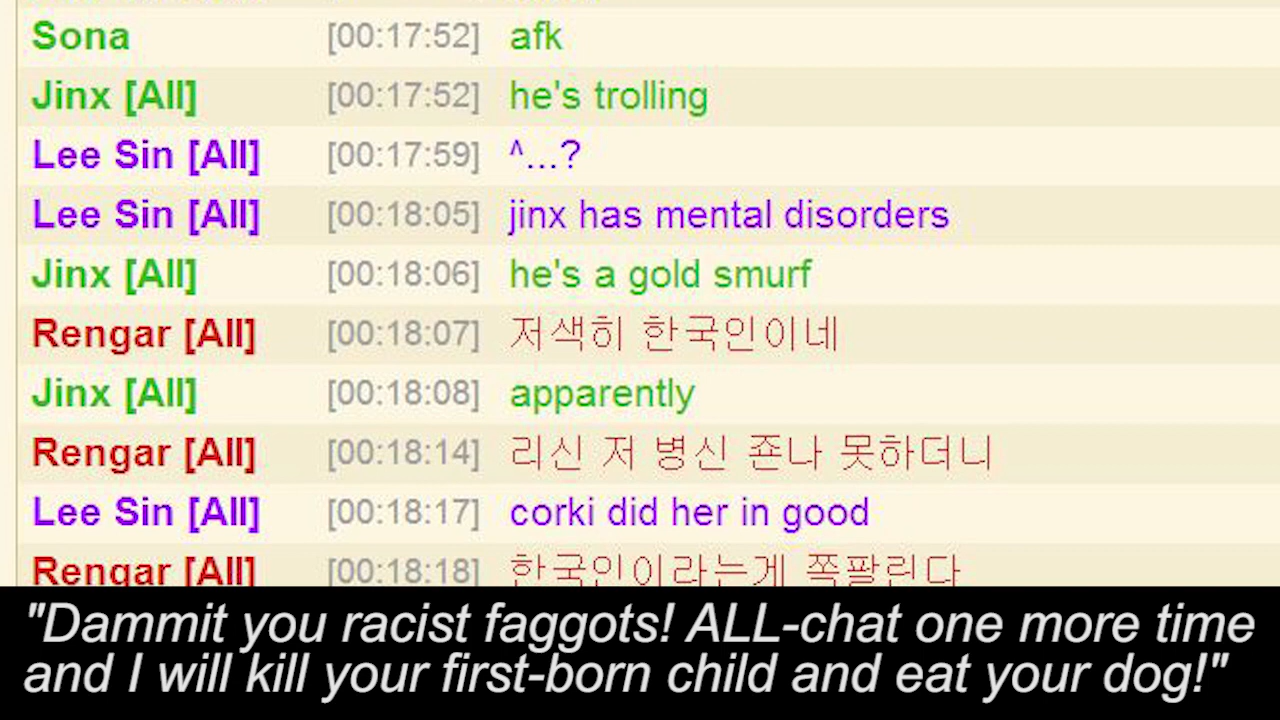 Sona [00:17:52] afk
Jinx [All] [00:17:52] he's trolling
Lee Sin [All] [00:17:59] ^...?
Lee Sin [All] [00:18:05] jinx has mental disorders
Jinx [All] [00:18:06] he's a gold smurf
Rengar [All] [00:18:07] 저색히 한국인이네
Jinx [All] [00:18:08] apparently
Rengar [All] [00:18:14] 리신 저 병신 죤나 못하더니
Lee Sin [All] [00:18:17] corki did her in good
Rengar [All] [00:18:18] 한국인이라는게 쪽팔린다
"Dammit you racist faggots! ALL-chat one more time
and I will kill your first-born child and eat your dog!"